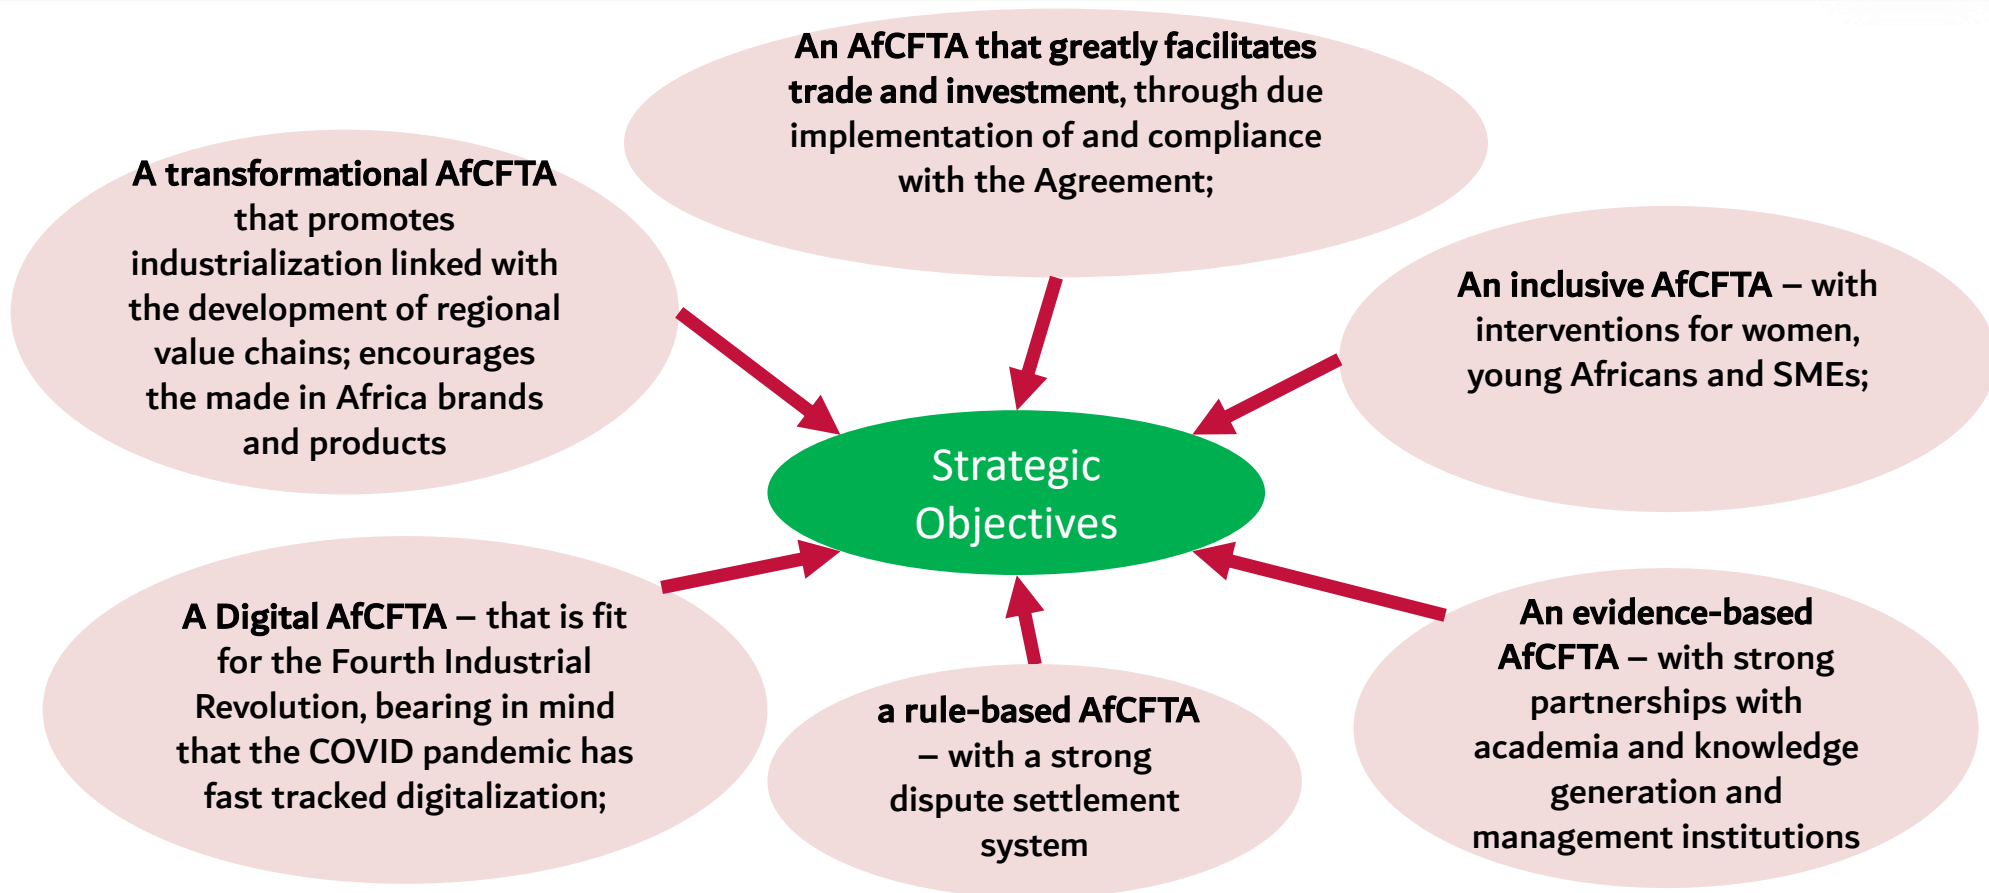 An AfCFTA that greatly facilitates
trade and investment, through due
implementation of and compliance
with the Agreement;
A transformational AfCFTA
that promotes
industrialization linked with
the development of regional
value chains; encourages
the made in Africa brands
and products
An inclusive AfCFTA – with
interventions for women,
young Africans and SMEs;
Strategic
Objectives
A Digital AfCFTA – that is fit
for the Fourth Industrial
Revolution, bearing in mind
that the COVID pandemic has
fast tracked digitalization;
a rule-based AfCFTA
– with a strong
dispute settlement
system
An evidence-based
AfCFTA – with strong
partnerships with
academia and knowledge
generation and
management institutions